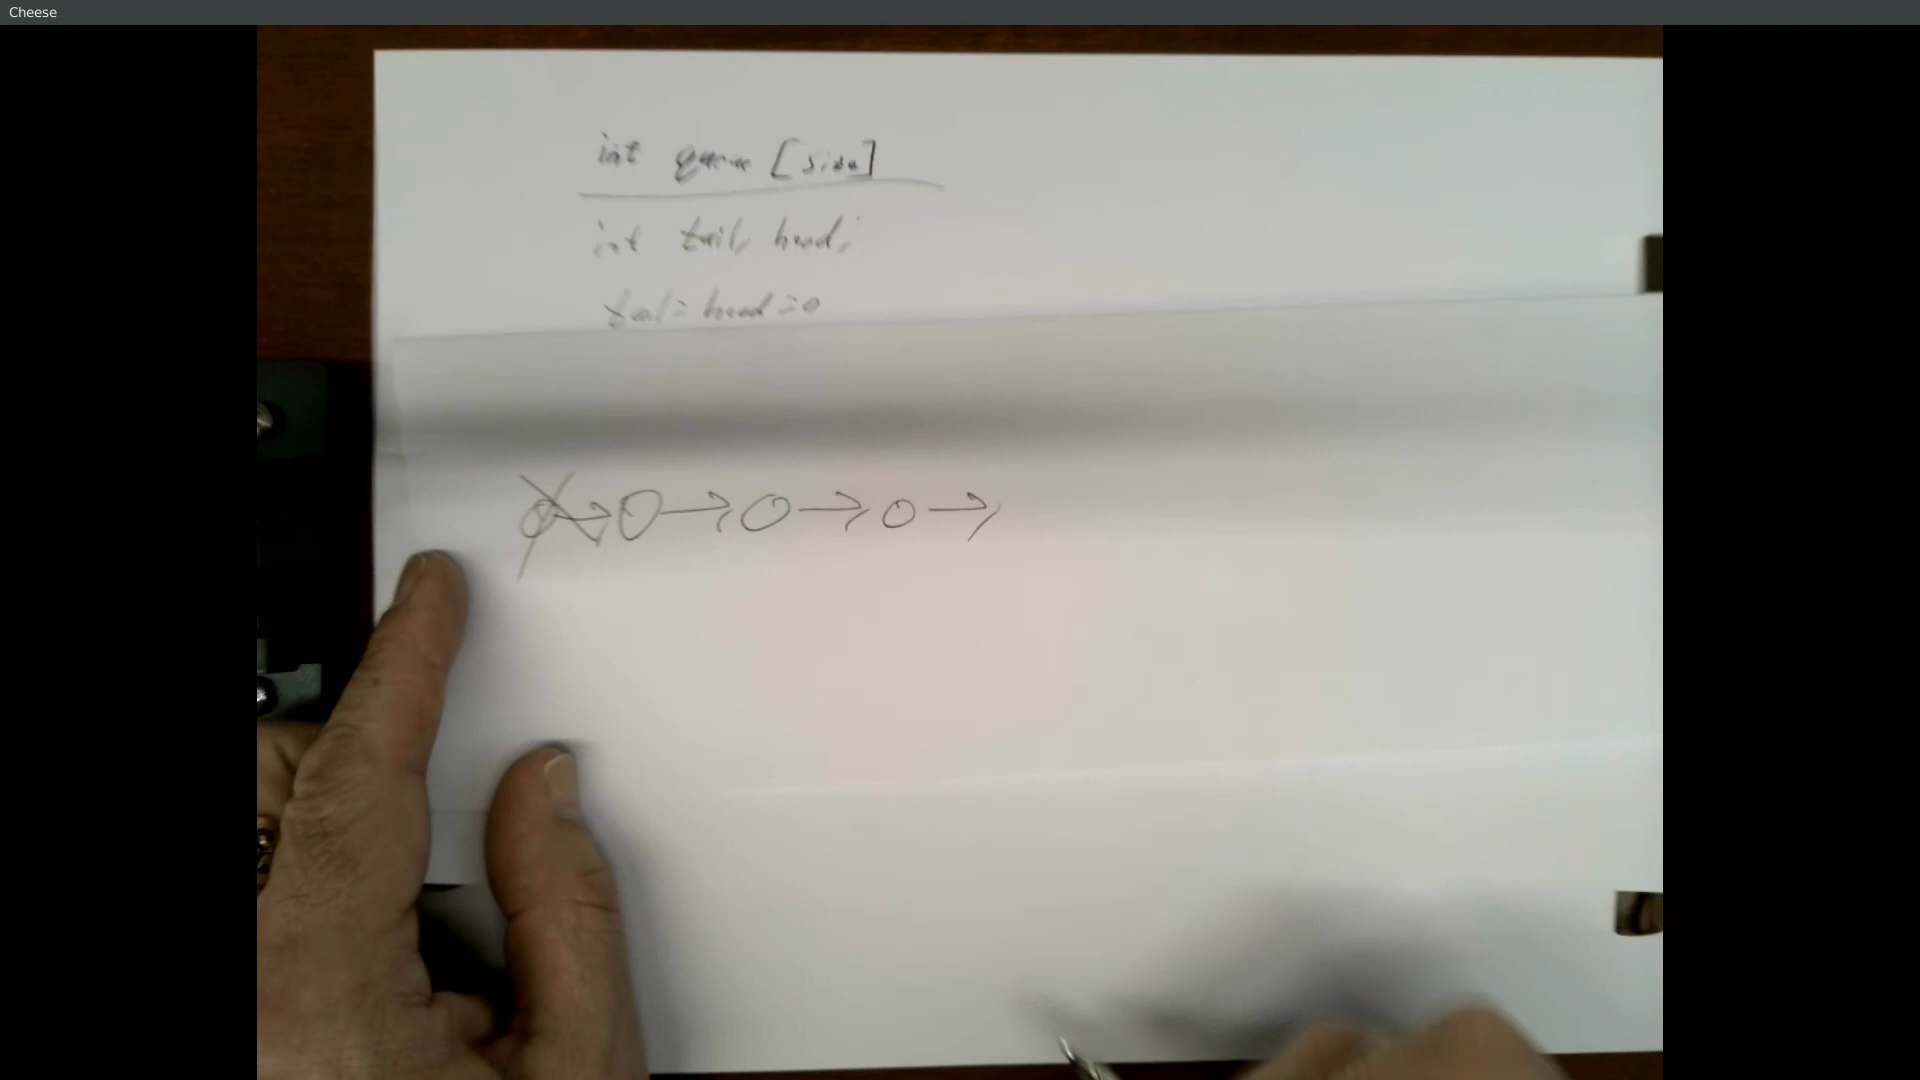 Cheese
int queue [size]
int tail, head;
tail = head = 0